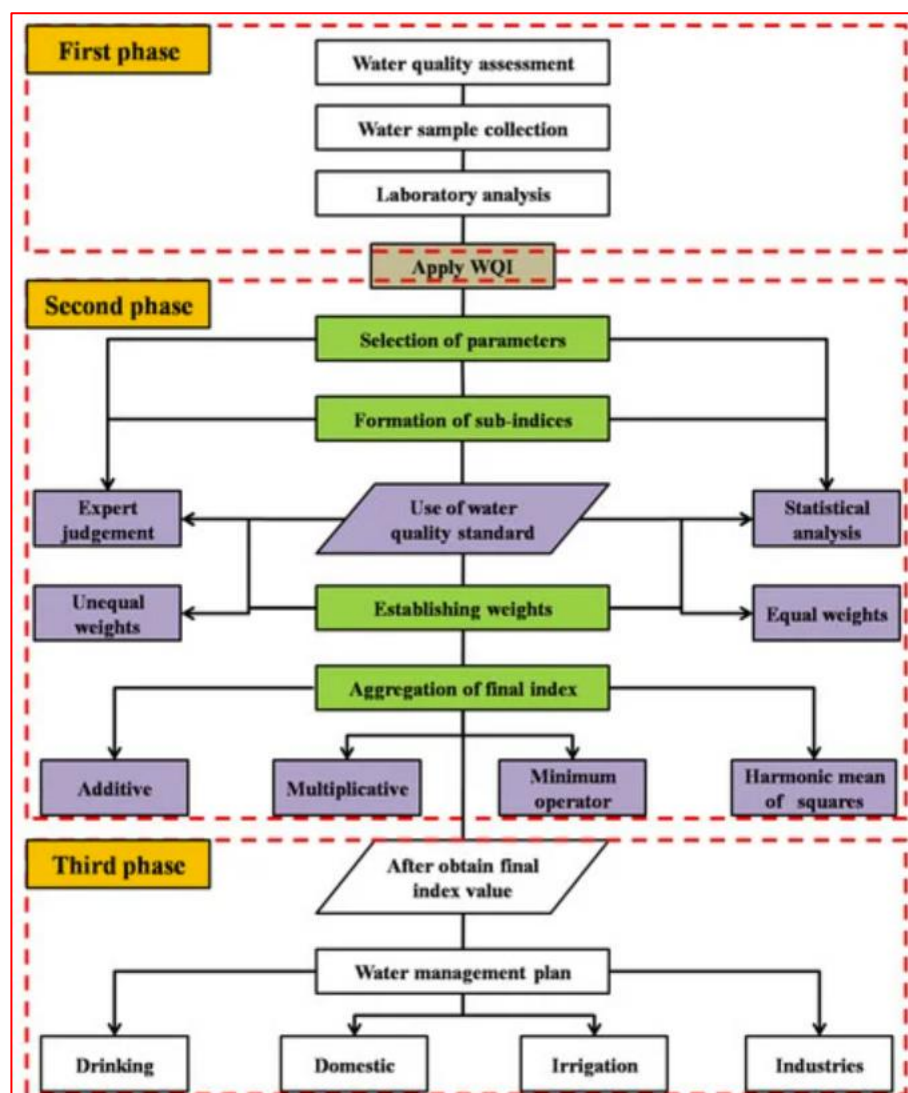 First phase
Water quality assessment
Water sample collection
Laboratory analysis
Apply WQI
Second phase
Selection of parameters
Formation of sub-indices
Expert
judgement
Use of water
quality standard
Statistical
analysis
Unequal
weights
Establishing weights
Equal weights
Aggregation of final index
Additive
Multiplicative
Minimum
operator
Harmonic mean
of squares
Third phase
After obtain final
index value
Water management plan
Drinking
Domestic
Irrigation
Industries